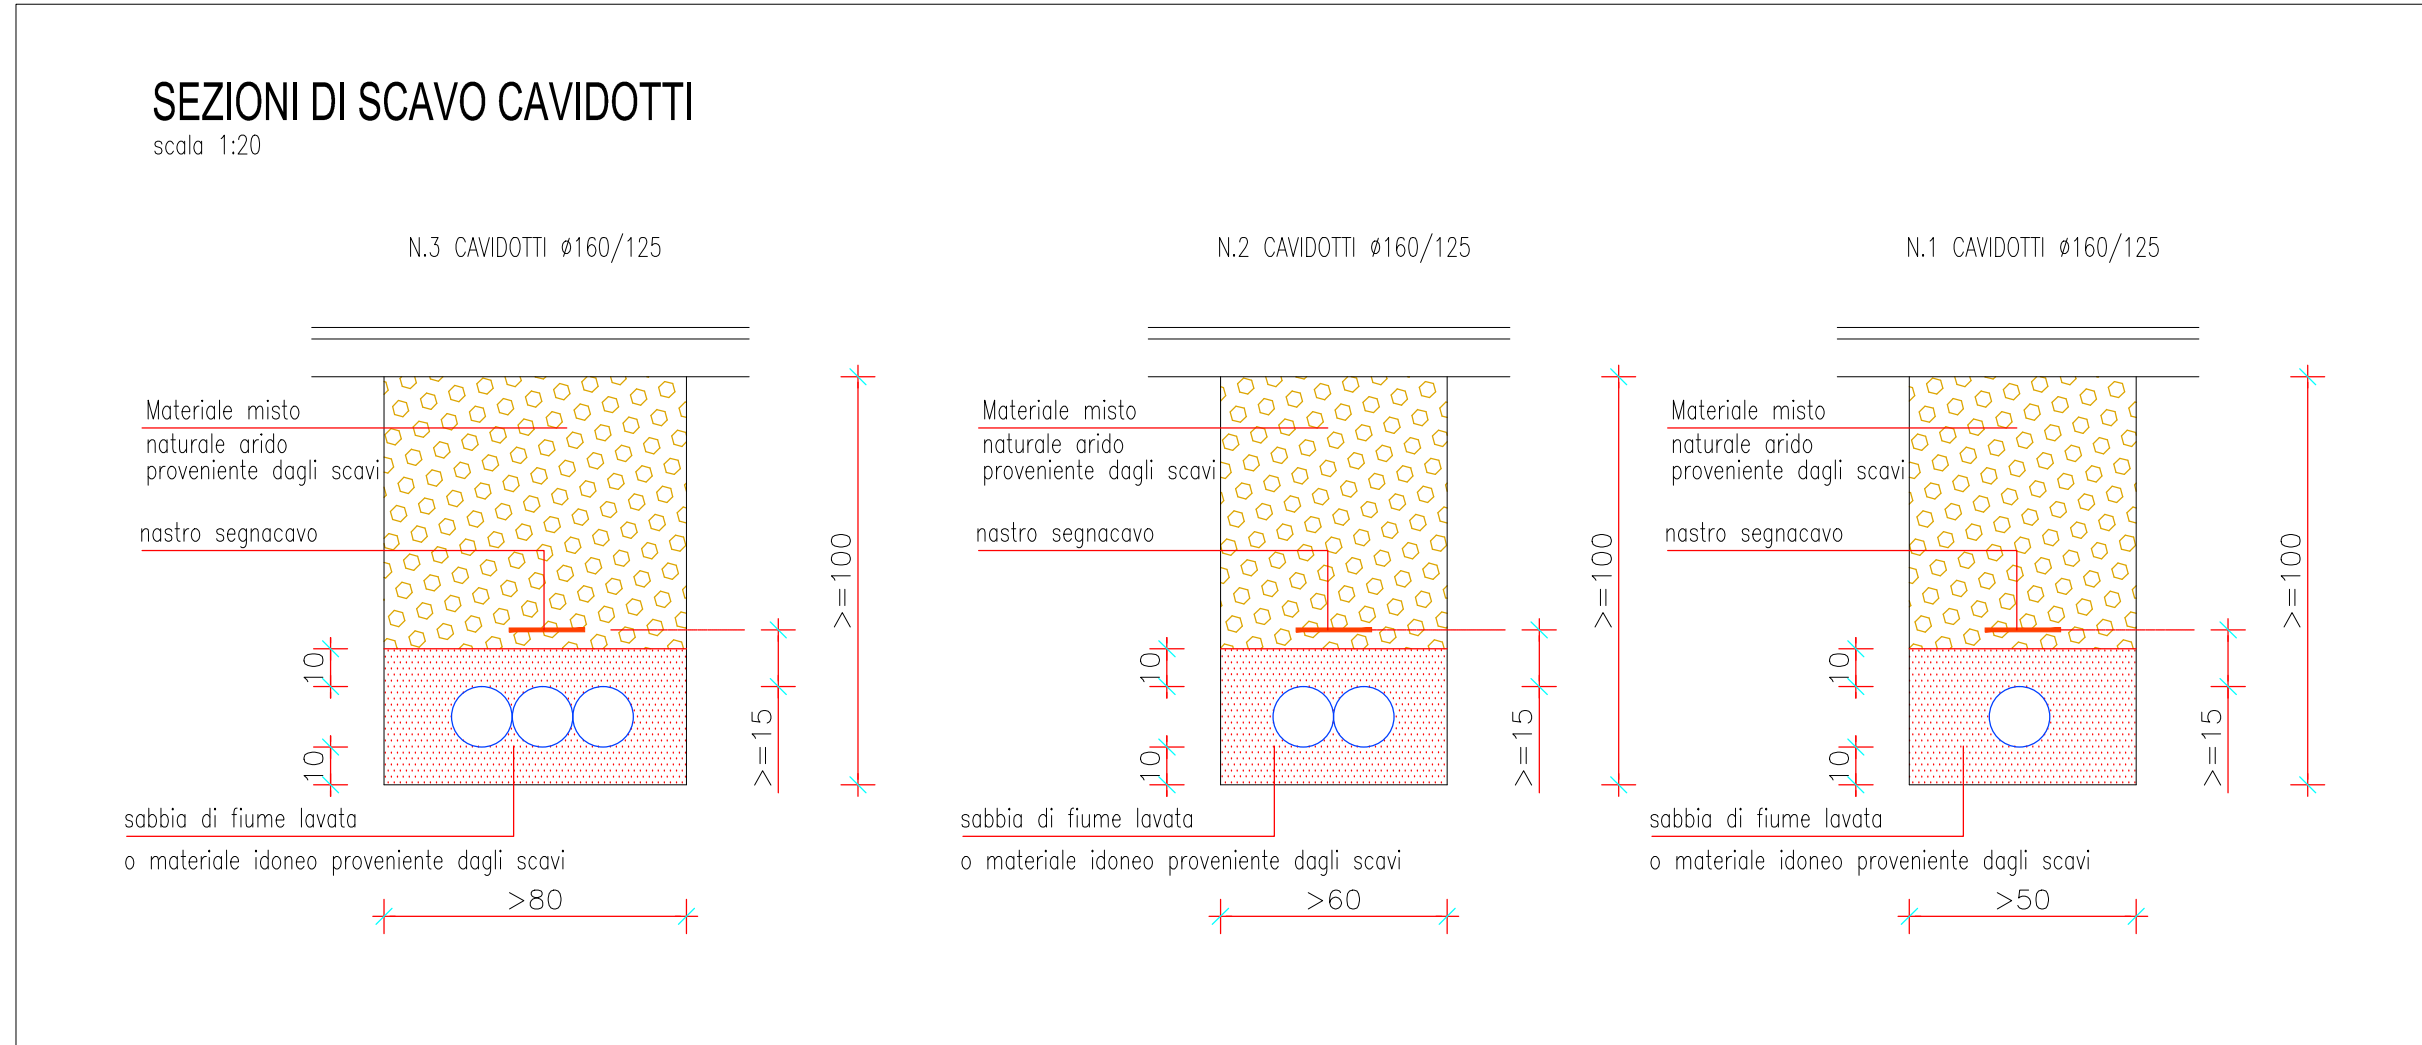 SEZIONI DI SCAVO CAVIDOTTI
scala 1:20
N.3 CAVIDOTTI ø160/125
Materiale misto
naturale arido
proveniente dagli scavi
nastro segnacavo
10
10
>=15
>=100
sabbia di fiume lavata
o materiale idoneo proveniente dagli scavi
>80
N.2 CAVIDOTTI ø160/125
Materiale misto
naturale arido
proveniente dagli scavi
nastro segnacavo
10
10
>=15
>=100
sabbia di fiume lavata
o materiale idoneo proveniente dagli scavi
>60
N.1 CAVIDOTTI ø160/125
Materiale misto
naturale arido
proveniente dagli scavi
nastro segnacavo
10
10
>=15
>=100
sabbia di fiume lavata
o materiale idoneo proveniente dagli scavi
>50